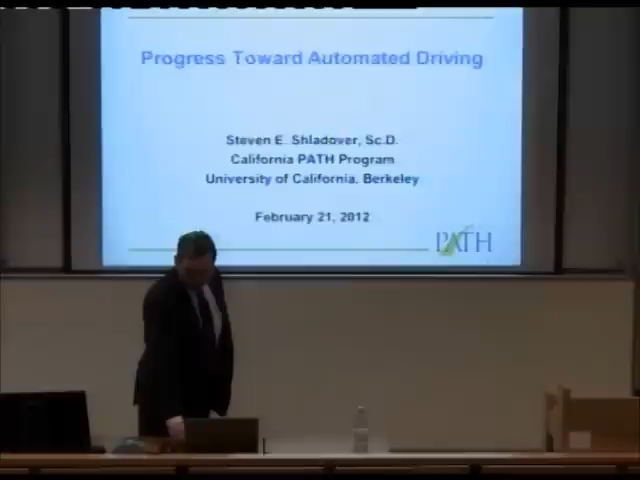 Progress Toward Automated Driving
Steven E. Shladover, Sc.D.
California PATH Program
University of California, Berkeley
February 21, 2012
PATH